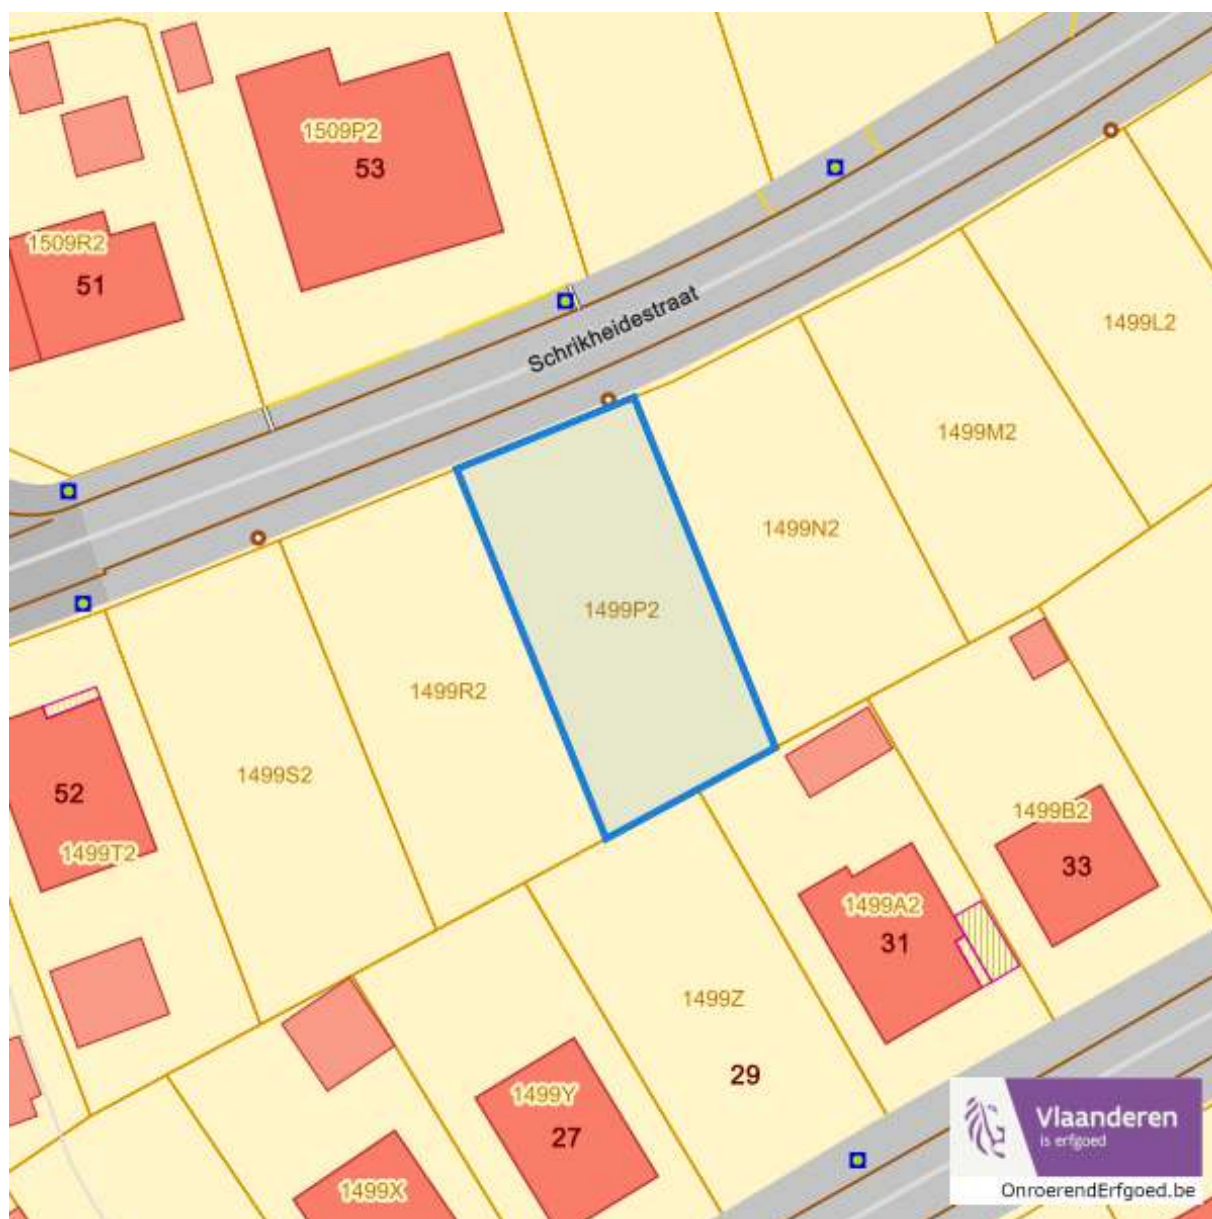 1509P2
53
1509R2
51
Schrikheidestraat
1499L2
1499M2
1499N2
1499P2
1499R2
1499S2
52
1499T2
1499B2
33
1499A2
31
1499Z
29
1499Y
27
1499X
Vlaanderen
is erfgoed
OnroerendErfgoed.be